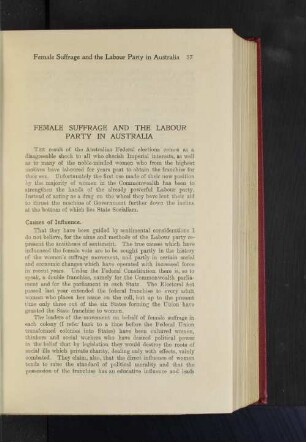 Female Suffrage and the Labour Party in Australia 17
FEMALE SUFFRAGE AND THE LABOUR
PARTY IN AUSTRALIA
THE result of the Australian Federal elections comes as a
disagreeable shock to all who cherish Imperial interests, as well
as to many of the noble-minded women who from the highest
motives have laboured for years past to obtain the franchise for
their sex. Unfortunately the first use made of their new position
by the majority of women in the Commonwealth has been to
strengthen the hands of the already powerful Labour party.
Instead of acting as a drag on the wheel they have lent their aid
to thrust the machine of Government further down the incline
at the bottom of which lies State Socialism.
Causes of Influence.
That they have been guided by sentimental considerations I
do not believe, for the aims and methods of the Labour party re-
present the antithesis of sentiment. The true causes which have
influenced the female vote are to be sought partly in the history
of the women's suffrage movement, and partly in certain social
and economic changes which have operated with increased force
in recent years. Under the Federal Constitution there is, so to
speak, a double franchise, namely for the Commonwealth parlia-
ment and for the parliament in each State. The Electoral Act
passed last year extended the federal franchise to every adult
woman who places her name on the roll, but up to the present
time only three out of the six States forming the Union have
granted the State franchise to women.
The leaders of the movement on behalf of female suffrage in
each colony (I refer back to a time before the Federal Union
transformed colonies into States) have been cultured women,
thinkers and social workers who have desired political power
in the belief that by legislation they would destroy the roots of
social ills which private charity, dealing only with effects, vainly
combated. They claim, also, that the direct influence of women
tends to raise the standard of political morality and that the
possession of the franchise has an educative influence and leads